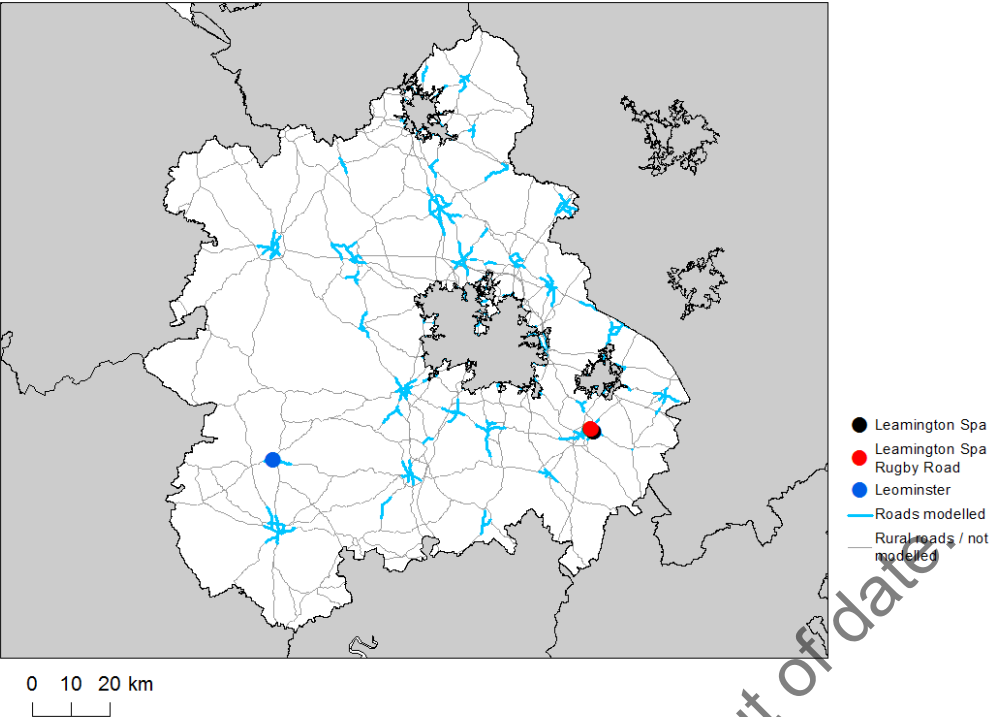 Leamington Spa
Leamington Spa
Rugby Road
Leominster
Roads modelled
Rural roads / not
modelled
0 10 20 km
of date.